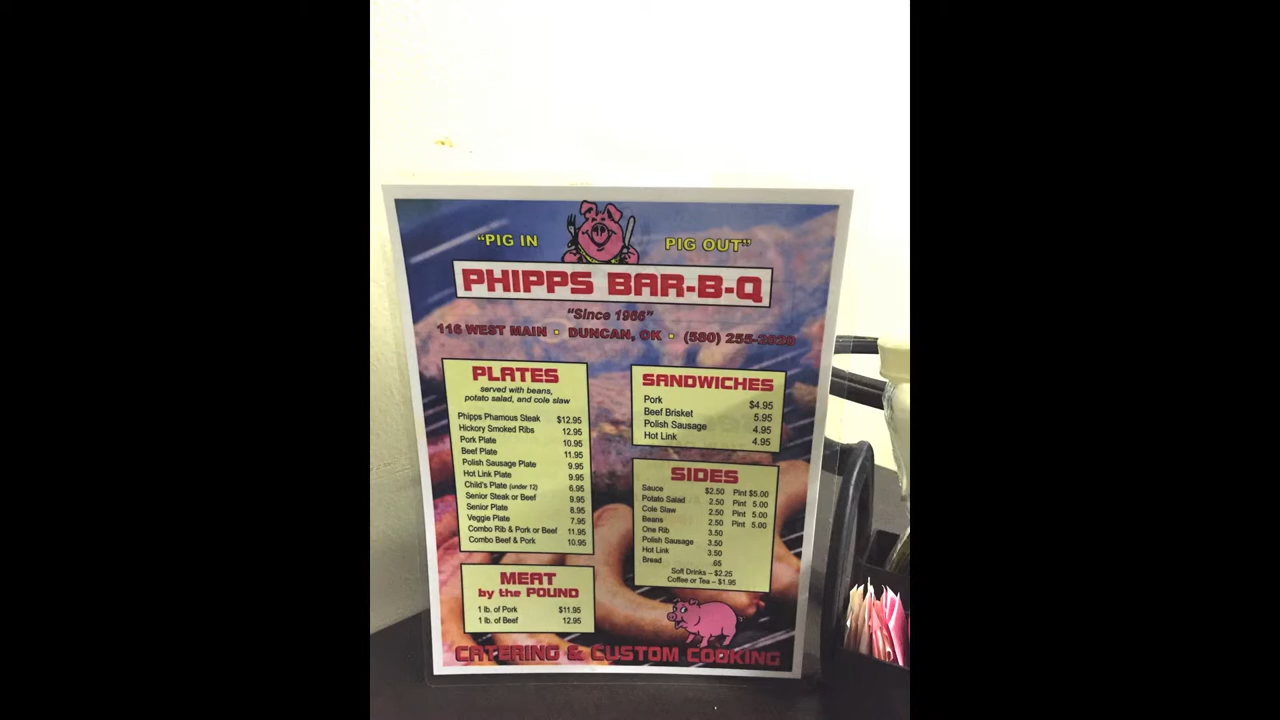 "PIG IN PIG OUT"
PHIPPS BAR-B-Q
"Since 1966"
116 WEST MAIN • DUNCAN, OK • (580) 255-
PLATES
served with beans,
potato salad, and cole slaw
Phipps Phamous Steak $12.95
Hickory Smoked Ribs 12.95
Pork Plate 10.95
Beef Plate 11.95
Polish Sausage Plate 9.95
Hot Link Plate 9.95
Child's Plate (under 12) 6.95
Senior Steak or Beef 9.95
Senior Plate 8.95
Veggie Plate 7.95
Combo Rib & Pork or Beef 11.95
Combo Beef & Pork 10.95
MEAT
by the POUND
1 lb. of Pork $11.95
1 lb. of Beef 12.95
SANDWICHES
Pork $4.95
Beef Brisket 5.95
Polish Sausage 4.95
Hot Link 4.95
SIDES
Sauce $2.50 Pint $5.00
Potato Salad 2.50 Pint 5.00
Cole Slaw 2.50 Pint 5.00
Beans 2.50 Pint 5.00
One Rib 3.50
Polish Sausage 3.50
Hot Link 3.50
Bread .65
Soft Drinks – $2.25
Coffee or Tea – $1.95
CATERING & CUSTOM COOKING